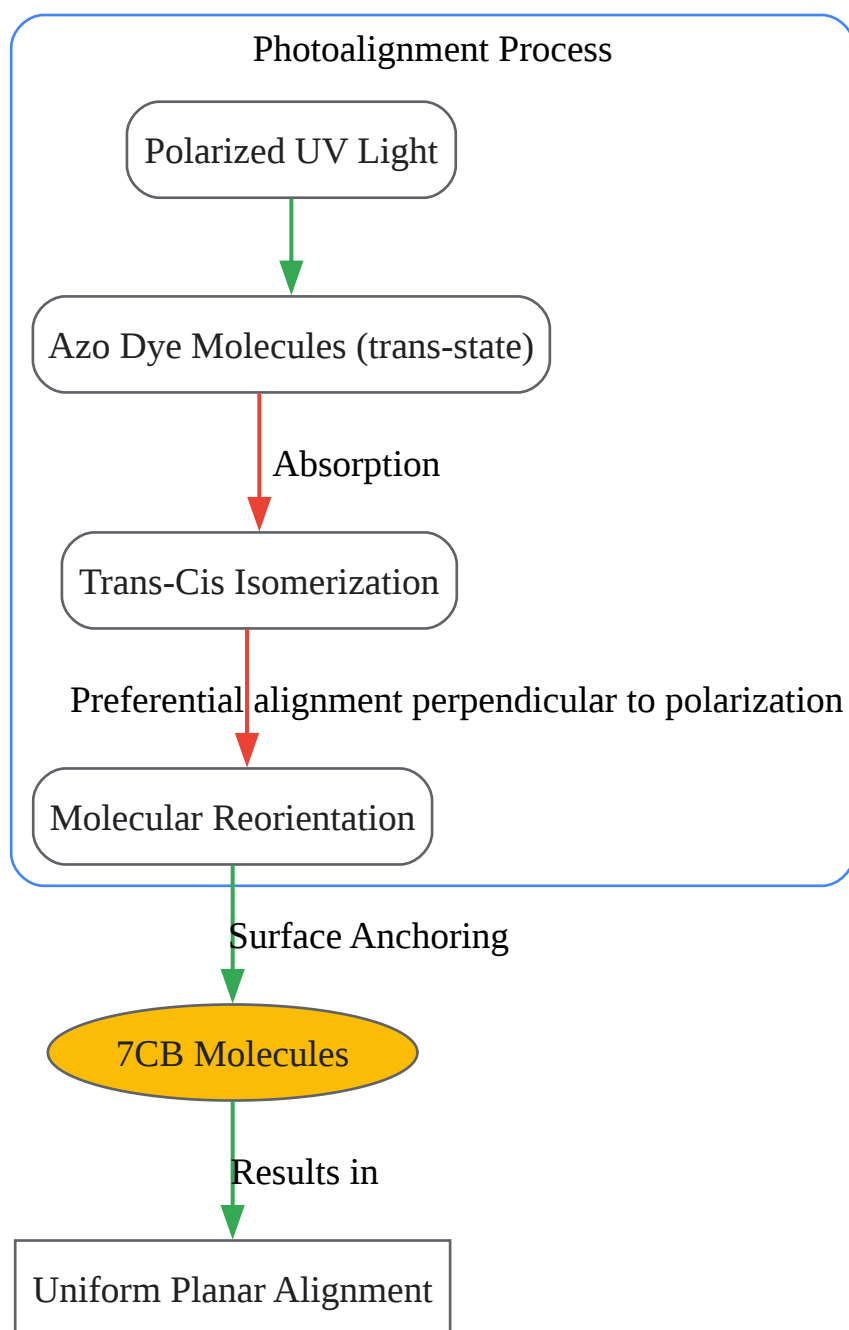 Photoalignment Process
Polarized UV Light
Azo Dye Molecules (trans-state)
Absorption
Trans-Cis Isomerization
Preferential alignment perpendicular to polarization
Molecular Reorientation
Surface Anchoring
7CB Molecules
Results in
Uniform Planar Alignment